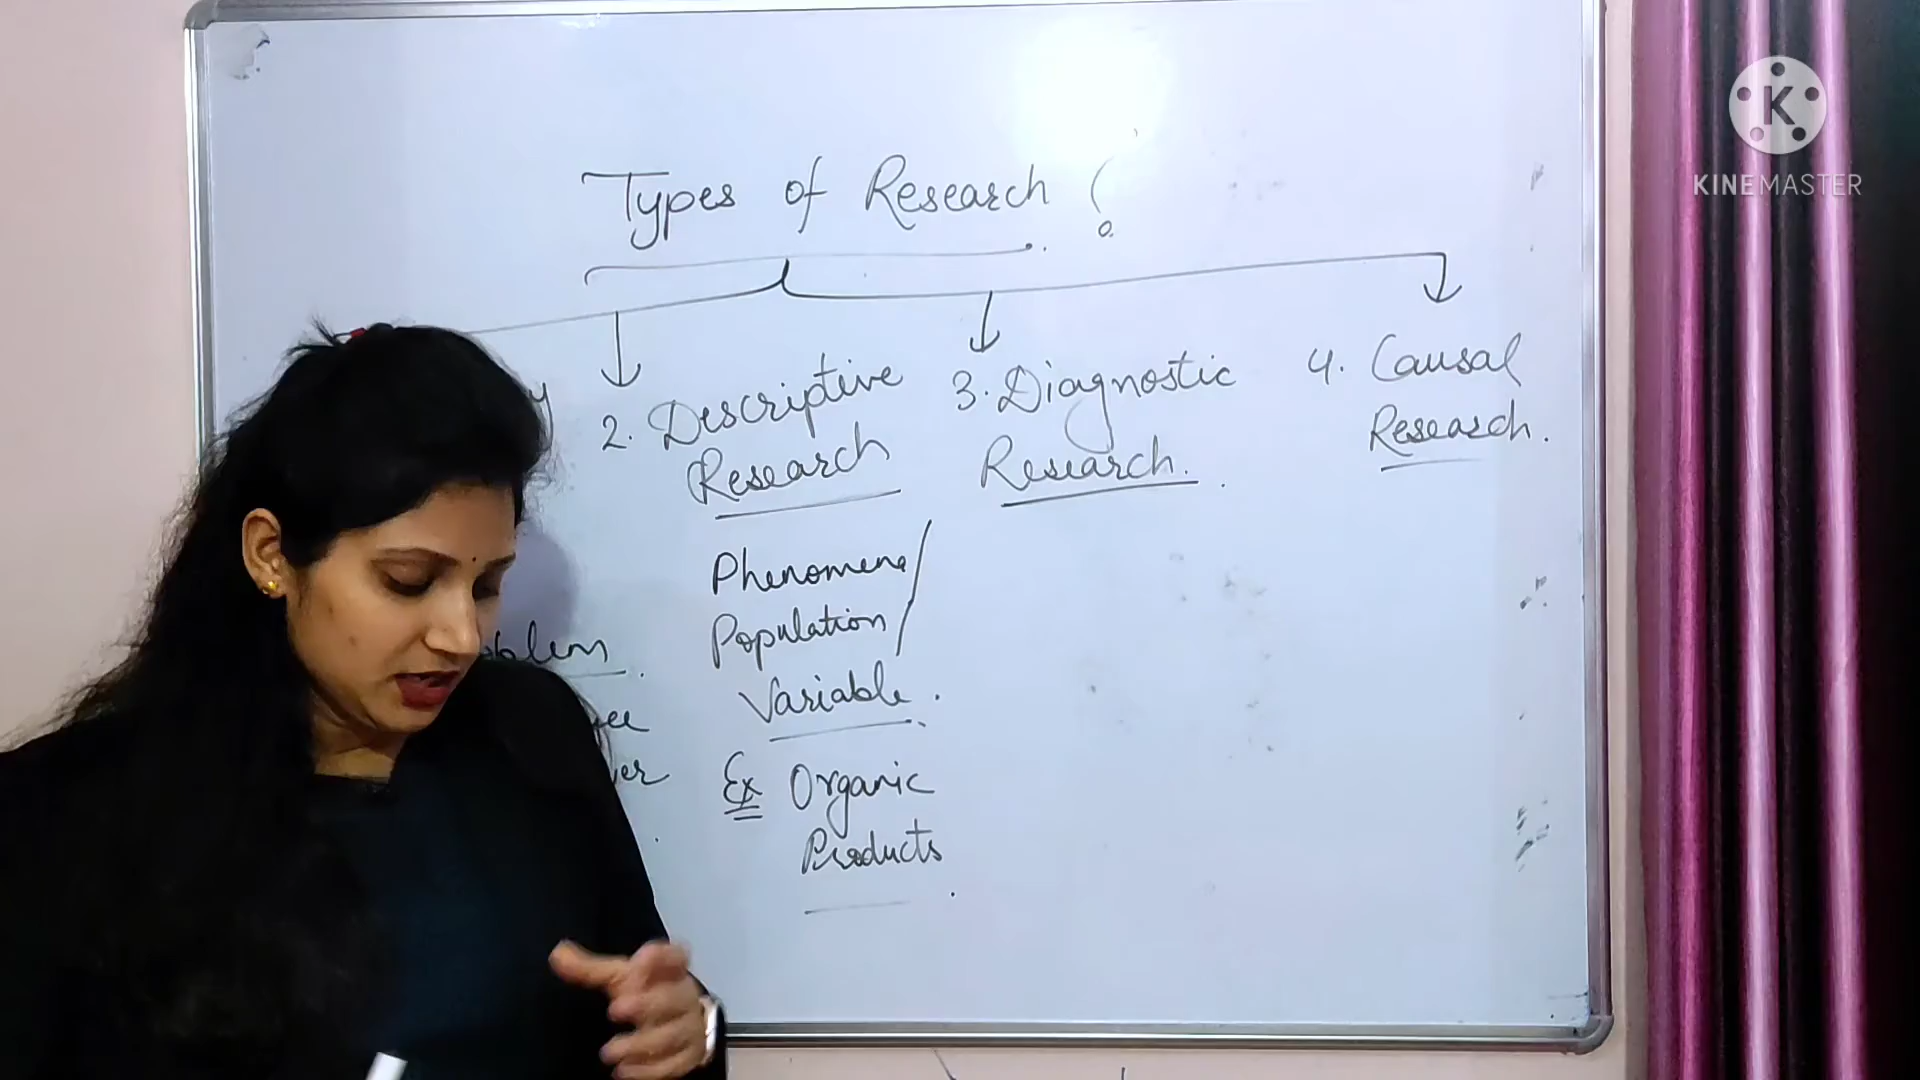 Types of Research ?
2. Descriptive
Research
3. Diagnostic
Research.
4. Causal
Research.
Phenomena/
Population/
Variable.
Ex Organic
Products
KINEMASTER